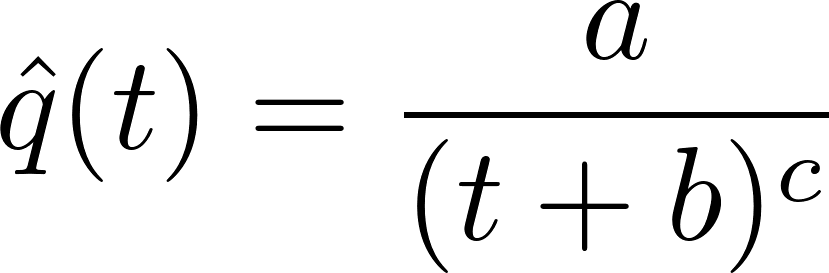 q̂(t) = a / (t + b)^c